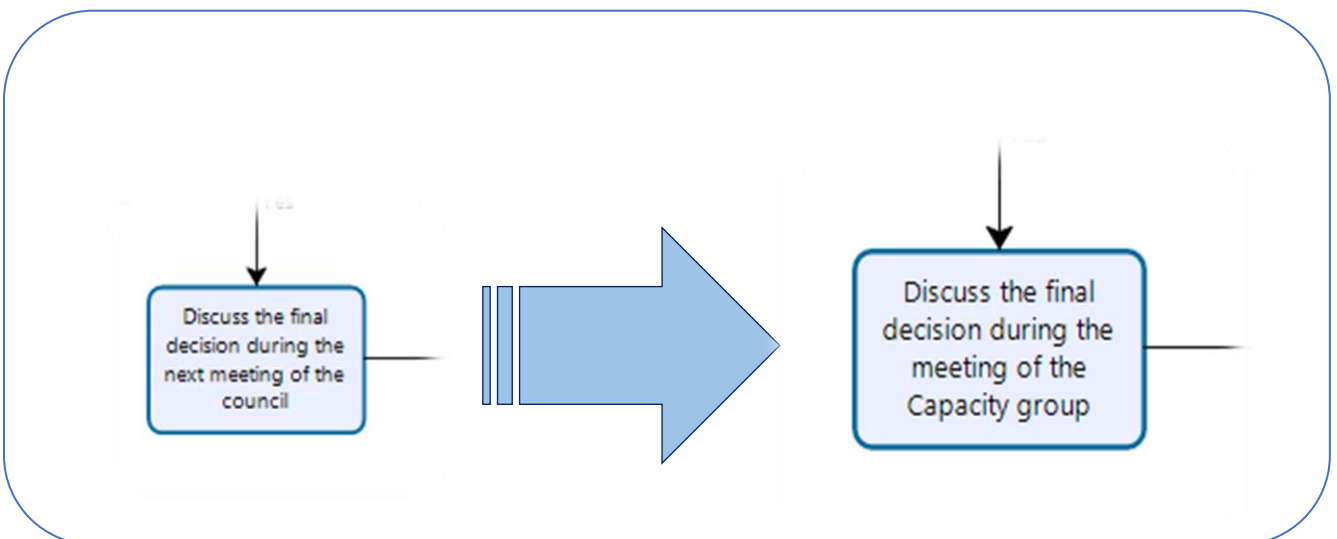 Yes
Discuss the final
decision during the
next meeting of the
council
Discuss the final
decision during the
meeting of the
Capacity group